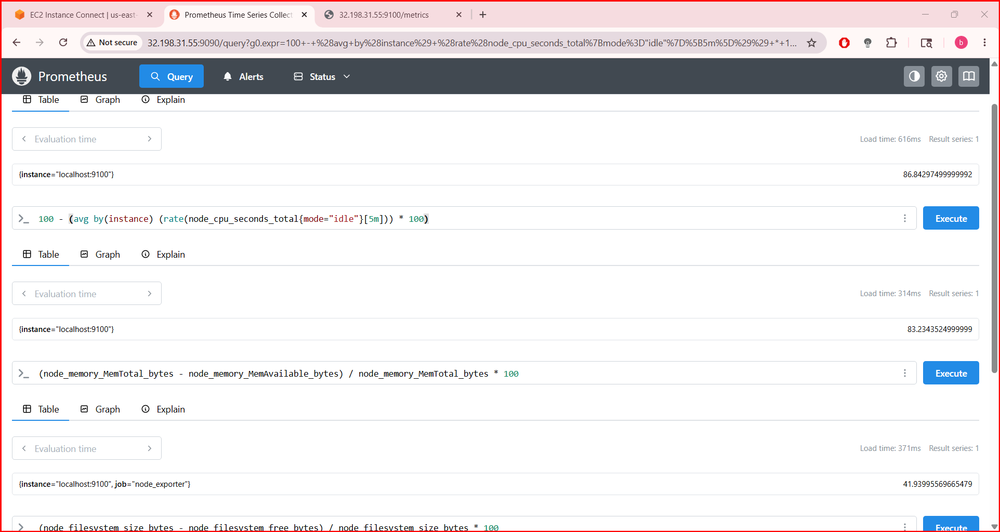 EC2 Instance Connect | us-east-
Prometheus Time Series Collect
32.198.31.55:9100/metrics
Not secure
32.198.31.55:9090/query?g0.expr=100+-+%28avg+by%28instance%29+%28rate%28node_cpu_seconds_total%7Bmode%3D"idle"%7D%5B5m%5D%29%29+*+1...
b
Prometheus
Query
Alerts
Status
Table
Graph
Explain
Evaluation time
Load time: 616ms Result series: 1
{instance="localhost:9100"} 86.84297499999992
100 - (avg by(instance) (rate(node_cpu_seconds_total{mode="idle"}[5m])) * 100)
Execute
Table
Graph
Explain
Evaluation time
Load time: 314ms Result series: 1
{instance="localhost:9100"} 83.2343524999999
(node_memory_MemTotal_bytes - node_memory_MemAvailable_bytes) / node_memory_MemTotal_bytes * 100
Execute
Table
Graph
Explain
Evaluation time
Load time: 371ms Result series: 1
{instance="localhost:9100", job="node_exporter"} 41.93995569665479
(node_filesystem_size_bytes - node_filesystem_free_bytes) / node_filesystem_size_bytes * 100
Execute